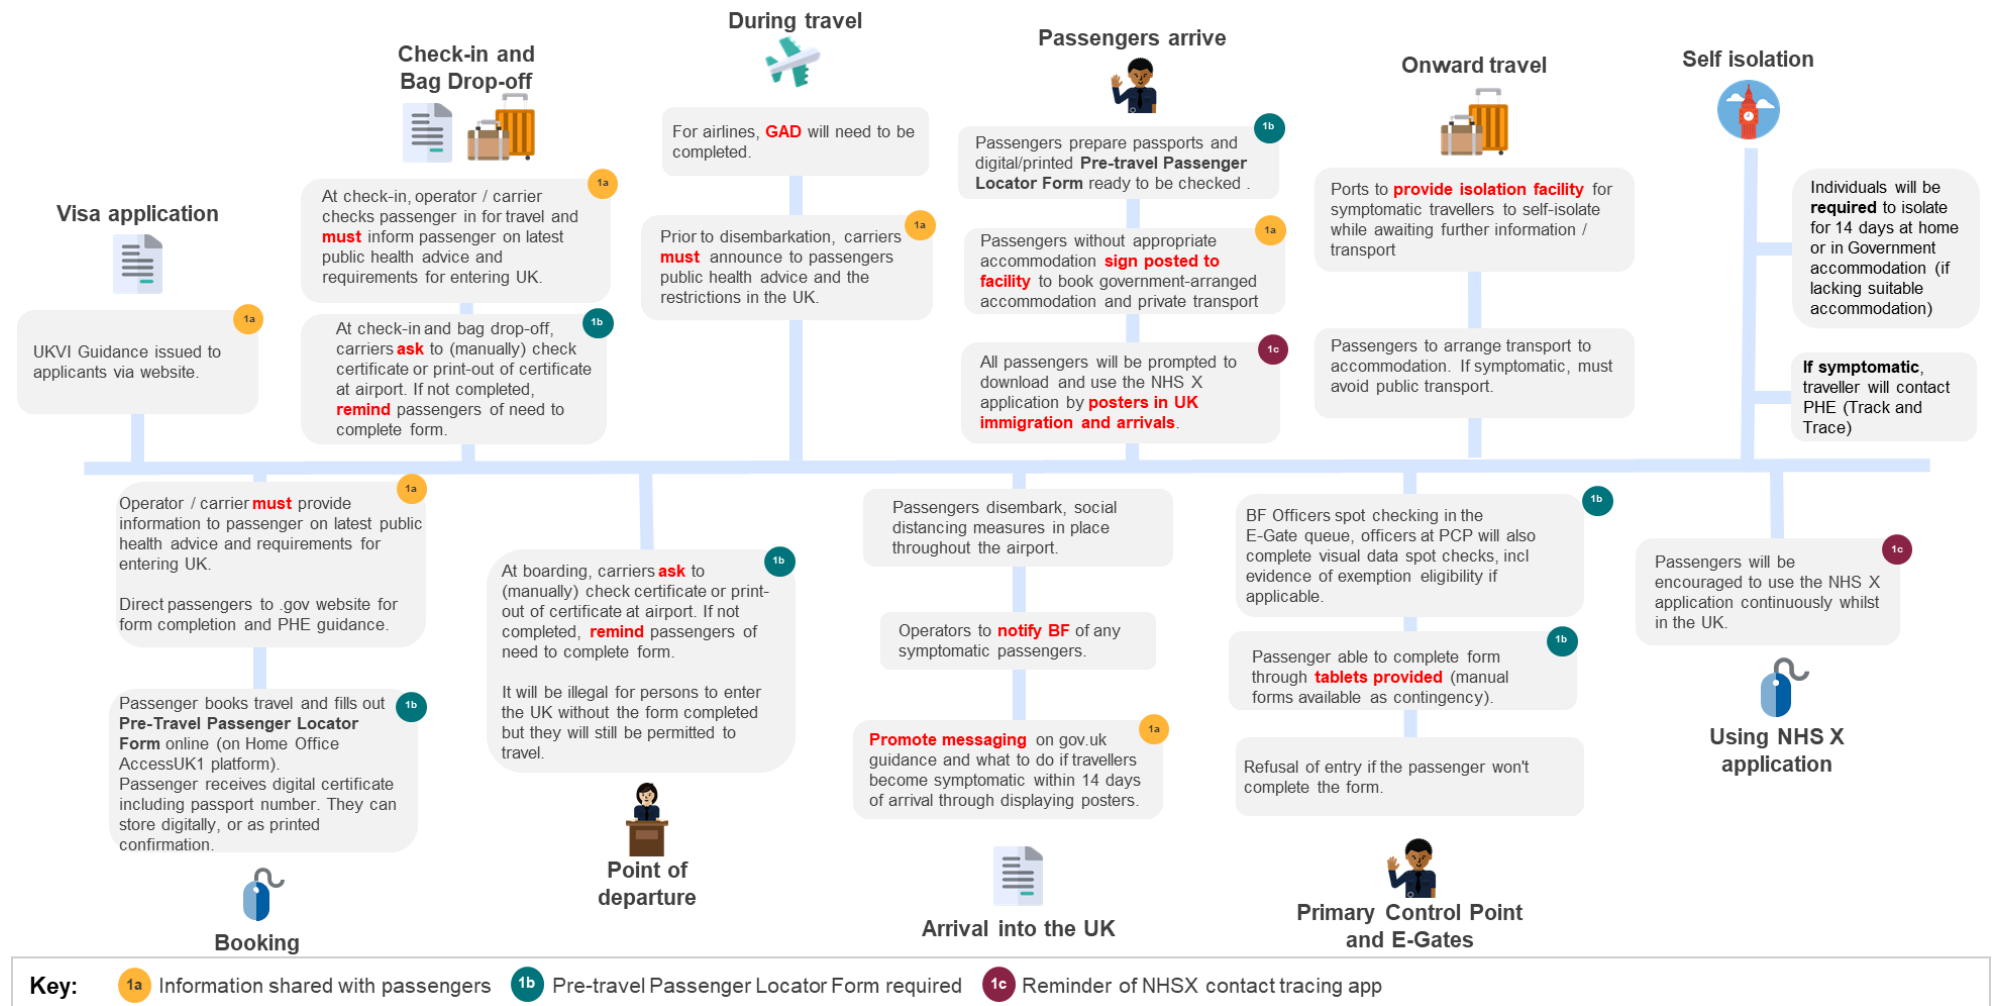 Visa application
1a
UKVI Guidance issued to
applicants via website.
1a
Operator / carrier must provide
information to passenger on latest public
health advice and requirements for
entering UK.
Direct passengers to .gov website for
form completion and PHE guidance.
1b
Passenger books travel and fills out
Pre-Travel Passenger Locator
Form online (on Home Office
AccessUK1 platform).
Passenger receives digital certificate
including passport number. They can
store digitally, or as printed
confirmation.
Booking
Check-in and
Bag Drop-off
1a
At check-in, operator / carrier
checks passenger in for travel and
must inform passenger on latest
public health advice and
requirements for entering UK.
1b
At check-in and bag drop-off,
carriers ask to (manually) check
certificate or print-out of certificate
at airport. If not completed,
remind passengers of need to
complete form.
1b
At boarding, carriers ask to
(manually) check certificate or print-
out of certificate at airport. If not
completed, remind passengers of
need to complete form.
It will be illegal for persons to enter
the UK without the form completed
but they will still be permitted to
travel.
Point of
departure
During travel
For airlines, GAD will need to be
completed.
1a
Prior to disembarkation, carriers
must announce to passengers
public health advice and the
restrictions in the UK.
Passengers disembark, social
distancing measures in place
throughout the airport.
Operators to notify BF of any
symptomatic passengers.
1a
Promote messaging on gov.uk
guidance and what to do if travellers
become symptomatic within 14 days
of arrival through displaying posters.
Arrival into the UK
Passengers arrive
1b
Passengers prepare passports and
digital/printed Pre-travel Passenger
Locator Form ready to be checked .
1a
Passengers without appropriate
accommodation sign posted to
facility to book government-arranged
accommodation and private transport
1c
All passengers will be prompted to
download and use the NHS X
application by posters in UK
immigration and arrivals.
1b
BF Officers spot checking in the
E-Gate queue, officers at PCP will also
complete visual data spot checks, incl
evidence of exemption eligibility if
applicable.
1b
Passenger able to complete form
through tablets provided (manual
forms available as contingency).
Refusal of entry if the passenger won't
complete the form.
Primary Control Point
and E-Gates
Onward travel
Ports to provide isolation facility for
symptomatic travellers to self-isolate
while awaiting further information /
transport
Passengers to arrange transport to
accommodation. If symptomatic, must
avoid public transport.
Self isolation
Individuals will be
required to isolate
for 14 days at home
or in Government
accommodation (if
lacking suitable
accommodation)
If symptomatic,
traveller will contact
PHE (Track and
Trace)
1c
Passengers will be
encouraged to use the NHS X
application continuously whilst
in the UK.
Using NHS X
application
Key: 1a Information shared with passengers 1b Pre-travel Passenger Locator Form required 1c Reminder of NHSX contact tracing app